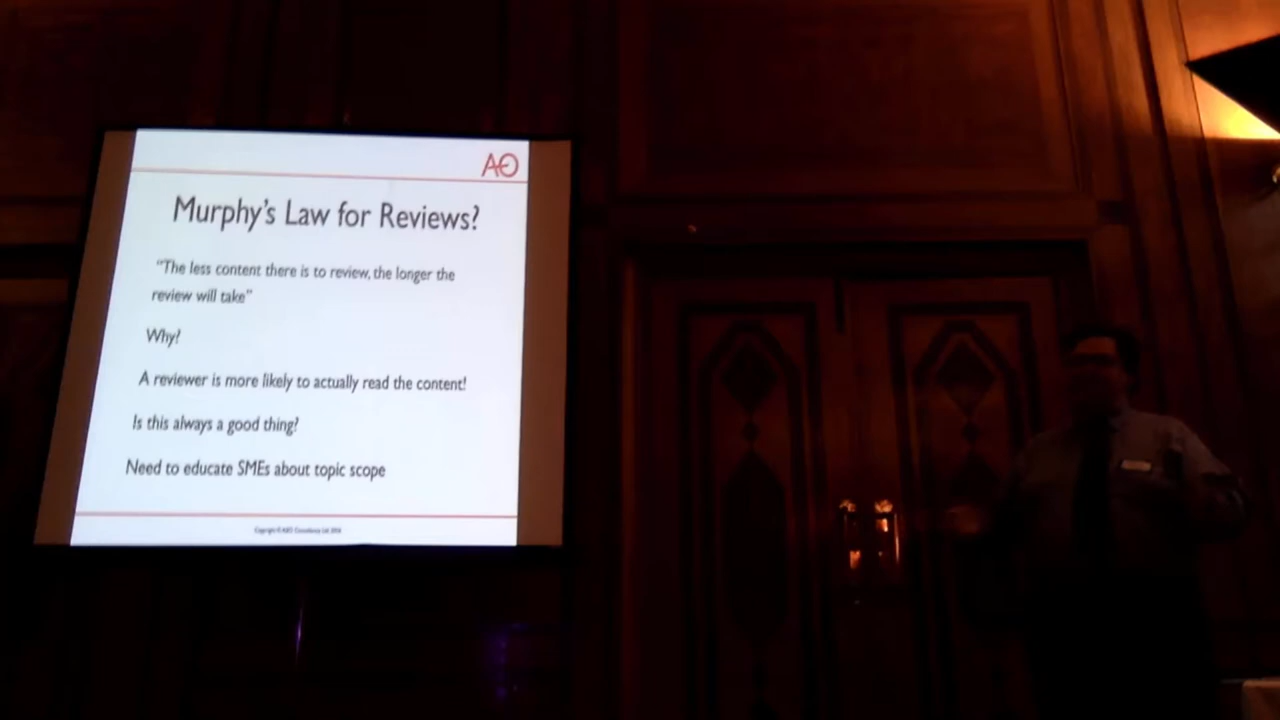 AO
Murphy's Law for Reviews?
"The less content there is to review, the longer the
review will take"
Why?
A reviewer is more likely to actually read the content!
Is this always a good thing?
Need to educate SMEs about topic scope